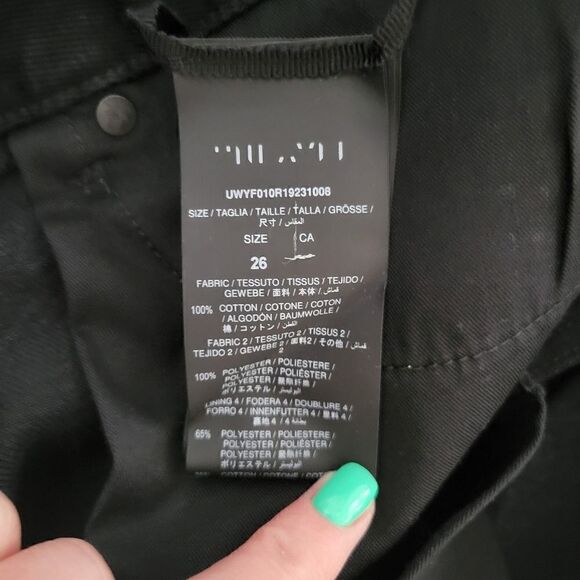 UWYF010R19231008
SIZE / TAGLIA / TAILLE / TALLA / GRÖSSE /
尺寸 / المقاس /
SIZE CA
26
FABRIC / TESSUTO / TISSUS / TEJIDO /
GEWEBE / 面料 / 本体 / قماش /
100% COTTON / COTONE / COTON
/ ALGODÓN / BAUMWOLLE /
棉 / コットン / القطن /
FABRIC 2 / TESSUTO 2 / TISSUS 2 /
TEJIDO 2 / GEWEBE 2 / 面料2 / その他 / قماش /
2
100% POLYESTER / POLIESTERE /
POLYESTER / POLIÉSTER /
POLYESTER / 聚酯纤维 /
ポリエステル / البوليستر /
LINING 4 / FODERA 4 / DOUBLURE 4 /
FORRO 4 / INNENFUTTER 4 /
裏地 4 / 4 بطانة /
65% POLYESTER / POLIESTERE /
POLYESTER / POLIÉSTER /
POLYESTER / 聚酯纤维 /
ポリエステル / البوليستر /
COTTON / COTONE / COTON